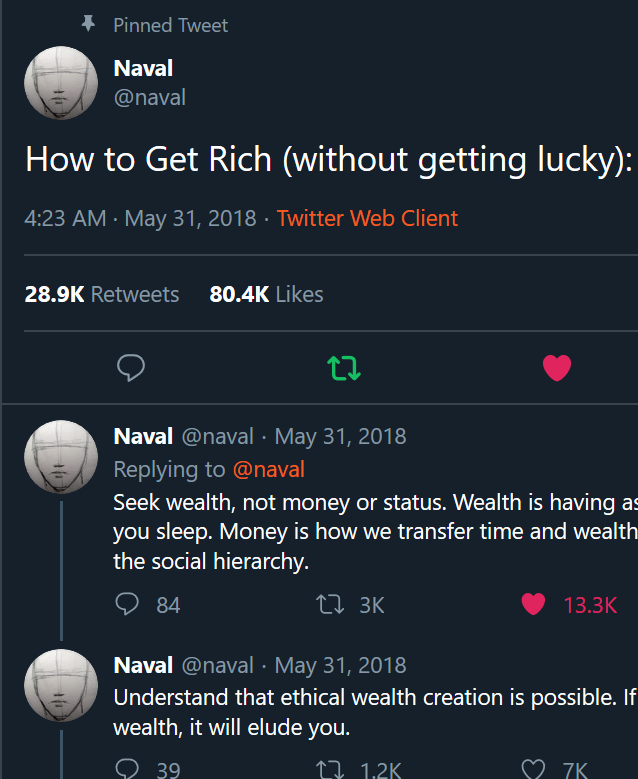 Pinned Tweet
Naval
@naval
How to Get Rich (without getting lucky):
4:23 AM · May 31, 2018 · Twitter Web Client
28.9K Retweets 80.4K Likes
Naval @naval · May 31, 2018
Replying to @naval
Seek wealth, not money or status. Wealth is having as
you sleep. Money is how we transfer time and wealth
the social hierarchy.
84 3K 13.3K
Naval @naval · May 31, 2018
Understand that ethical wealth creation is possible. If
wealth, it will elude you.
39 1.2K 7K